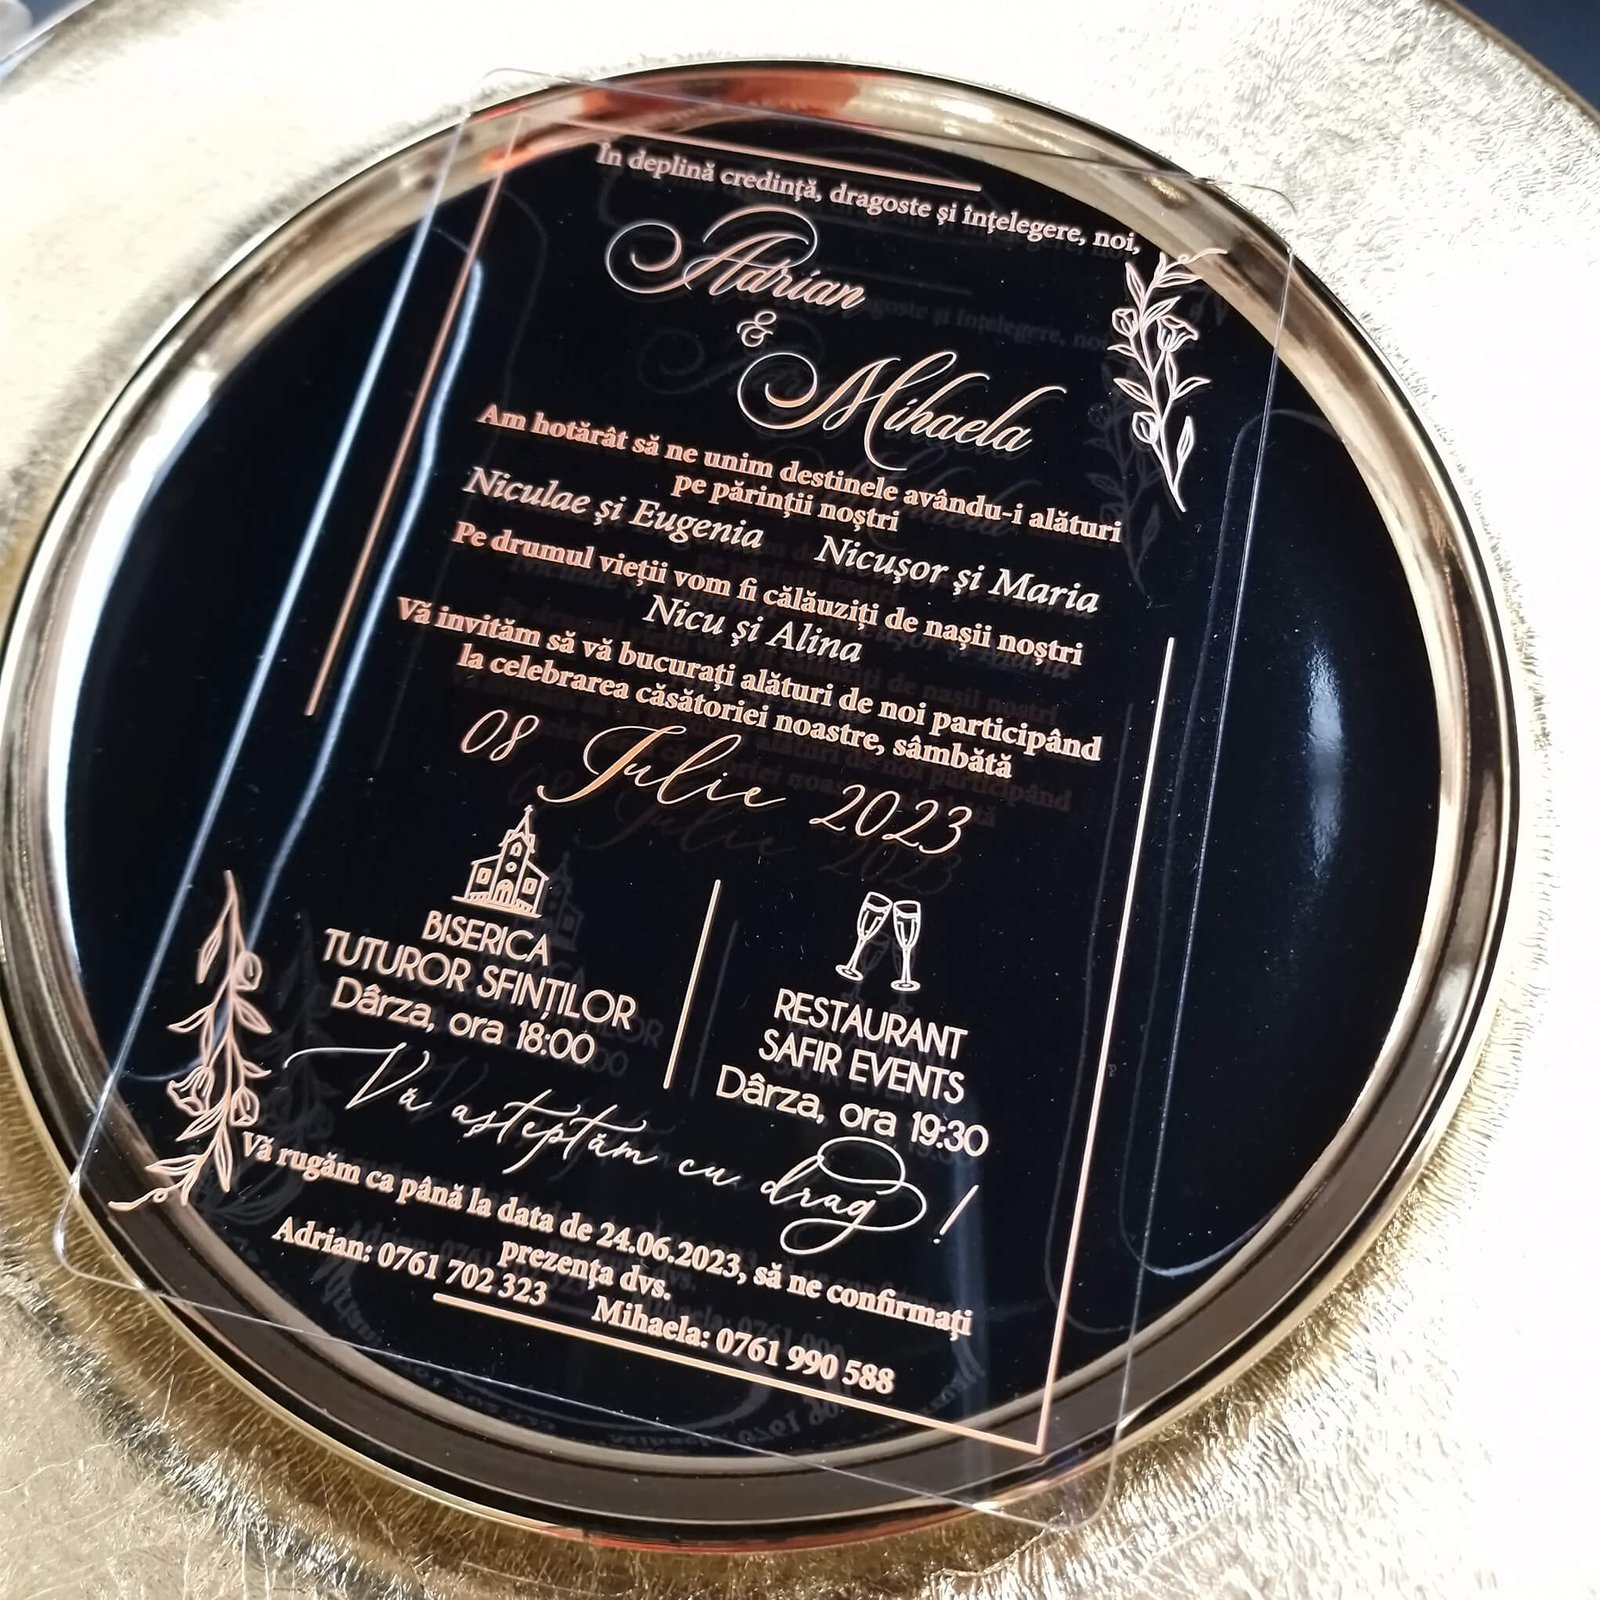 În deplină credință, dragoste și înțelegere, noi,
Adrian
&
Mihaela
Am hotărât să ne unim destinele avându-i alături
pe părinții noștri
Niculae și Eugenia Nicușor și Maria
Pe drumul vieții vom fi călăuziți de nașii noștri
Nicu și Alina
Vă invităm să vă bucurați alături de noi participând
la celebrarea căsătoriei noastre, sâmbătă
08 Iulie 2023
BISERICA
TUTUROR SFINȚILOR
Dârza, ora 18:00
RESTAURANT
SAFIR EVENTS
Dârza, ora 19:30
Vă așteptăm cu drag!
Vă rugăm ca până la data de 24.06.2023, să ne confirmați
prezența dvs.
Adrian: 0761 702 323 Mihaela: 0761 990 588